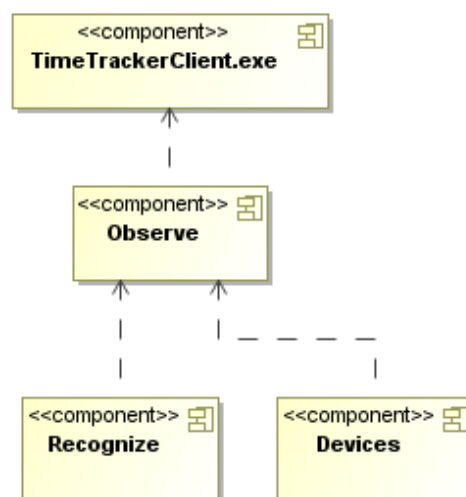 <<component>>
TimeTrackerClient.exe
<<component>>
Observe
<<component>>
Recognize
<<component>>
Devices